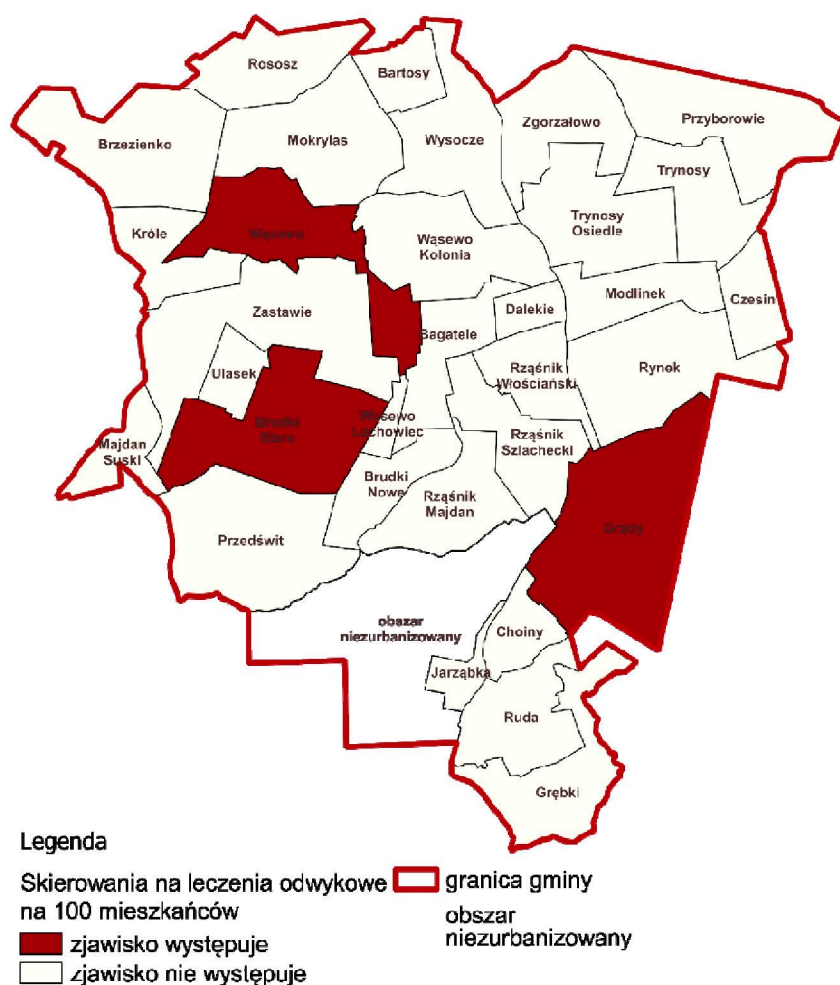 Rososz
Bartosy
Brzezienko
Mokrylas
Wysocze
Zgorzałowo
Przyborowie
Trynosy
Króle
Wąsewo
Wąsewo
Kolonia
Trynosy
Osiedle
Zastawie
Bagatele
Dalekie
Modlinek
Czesin
Ulasek
Rząśnik
Włościański
Rynek
Brudki
Stare
Wąsewo
Lachowiec
Majdan
Suski
Rząśnik
Szlachecki
Brudki
Nowe
Rząśnik
Majdan
Grądy
Przedświt
obszar
niezurbanizowany
Choiny
Jarząbka
Ruda
Grębki
Legenda
Skierowania na leczenia odwykowe
na 100 mieszkańców
zjawisko występuje
zjawisko nie występuje
granica gminy
obszar
niezurbanizowany